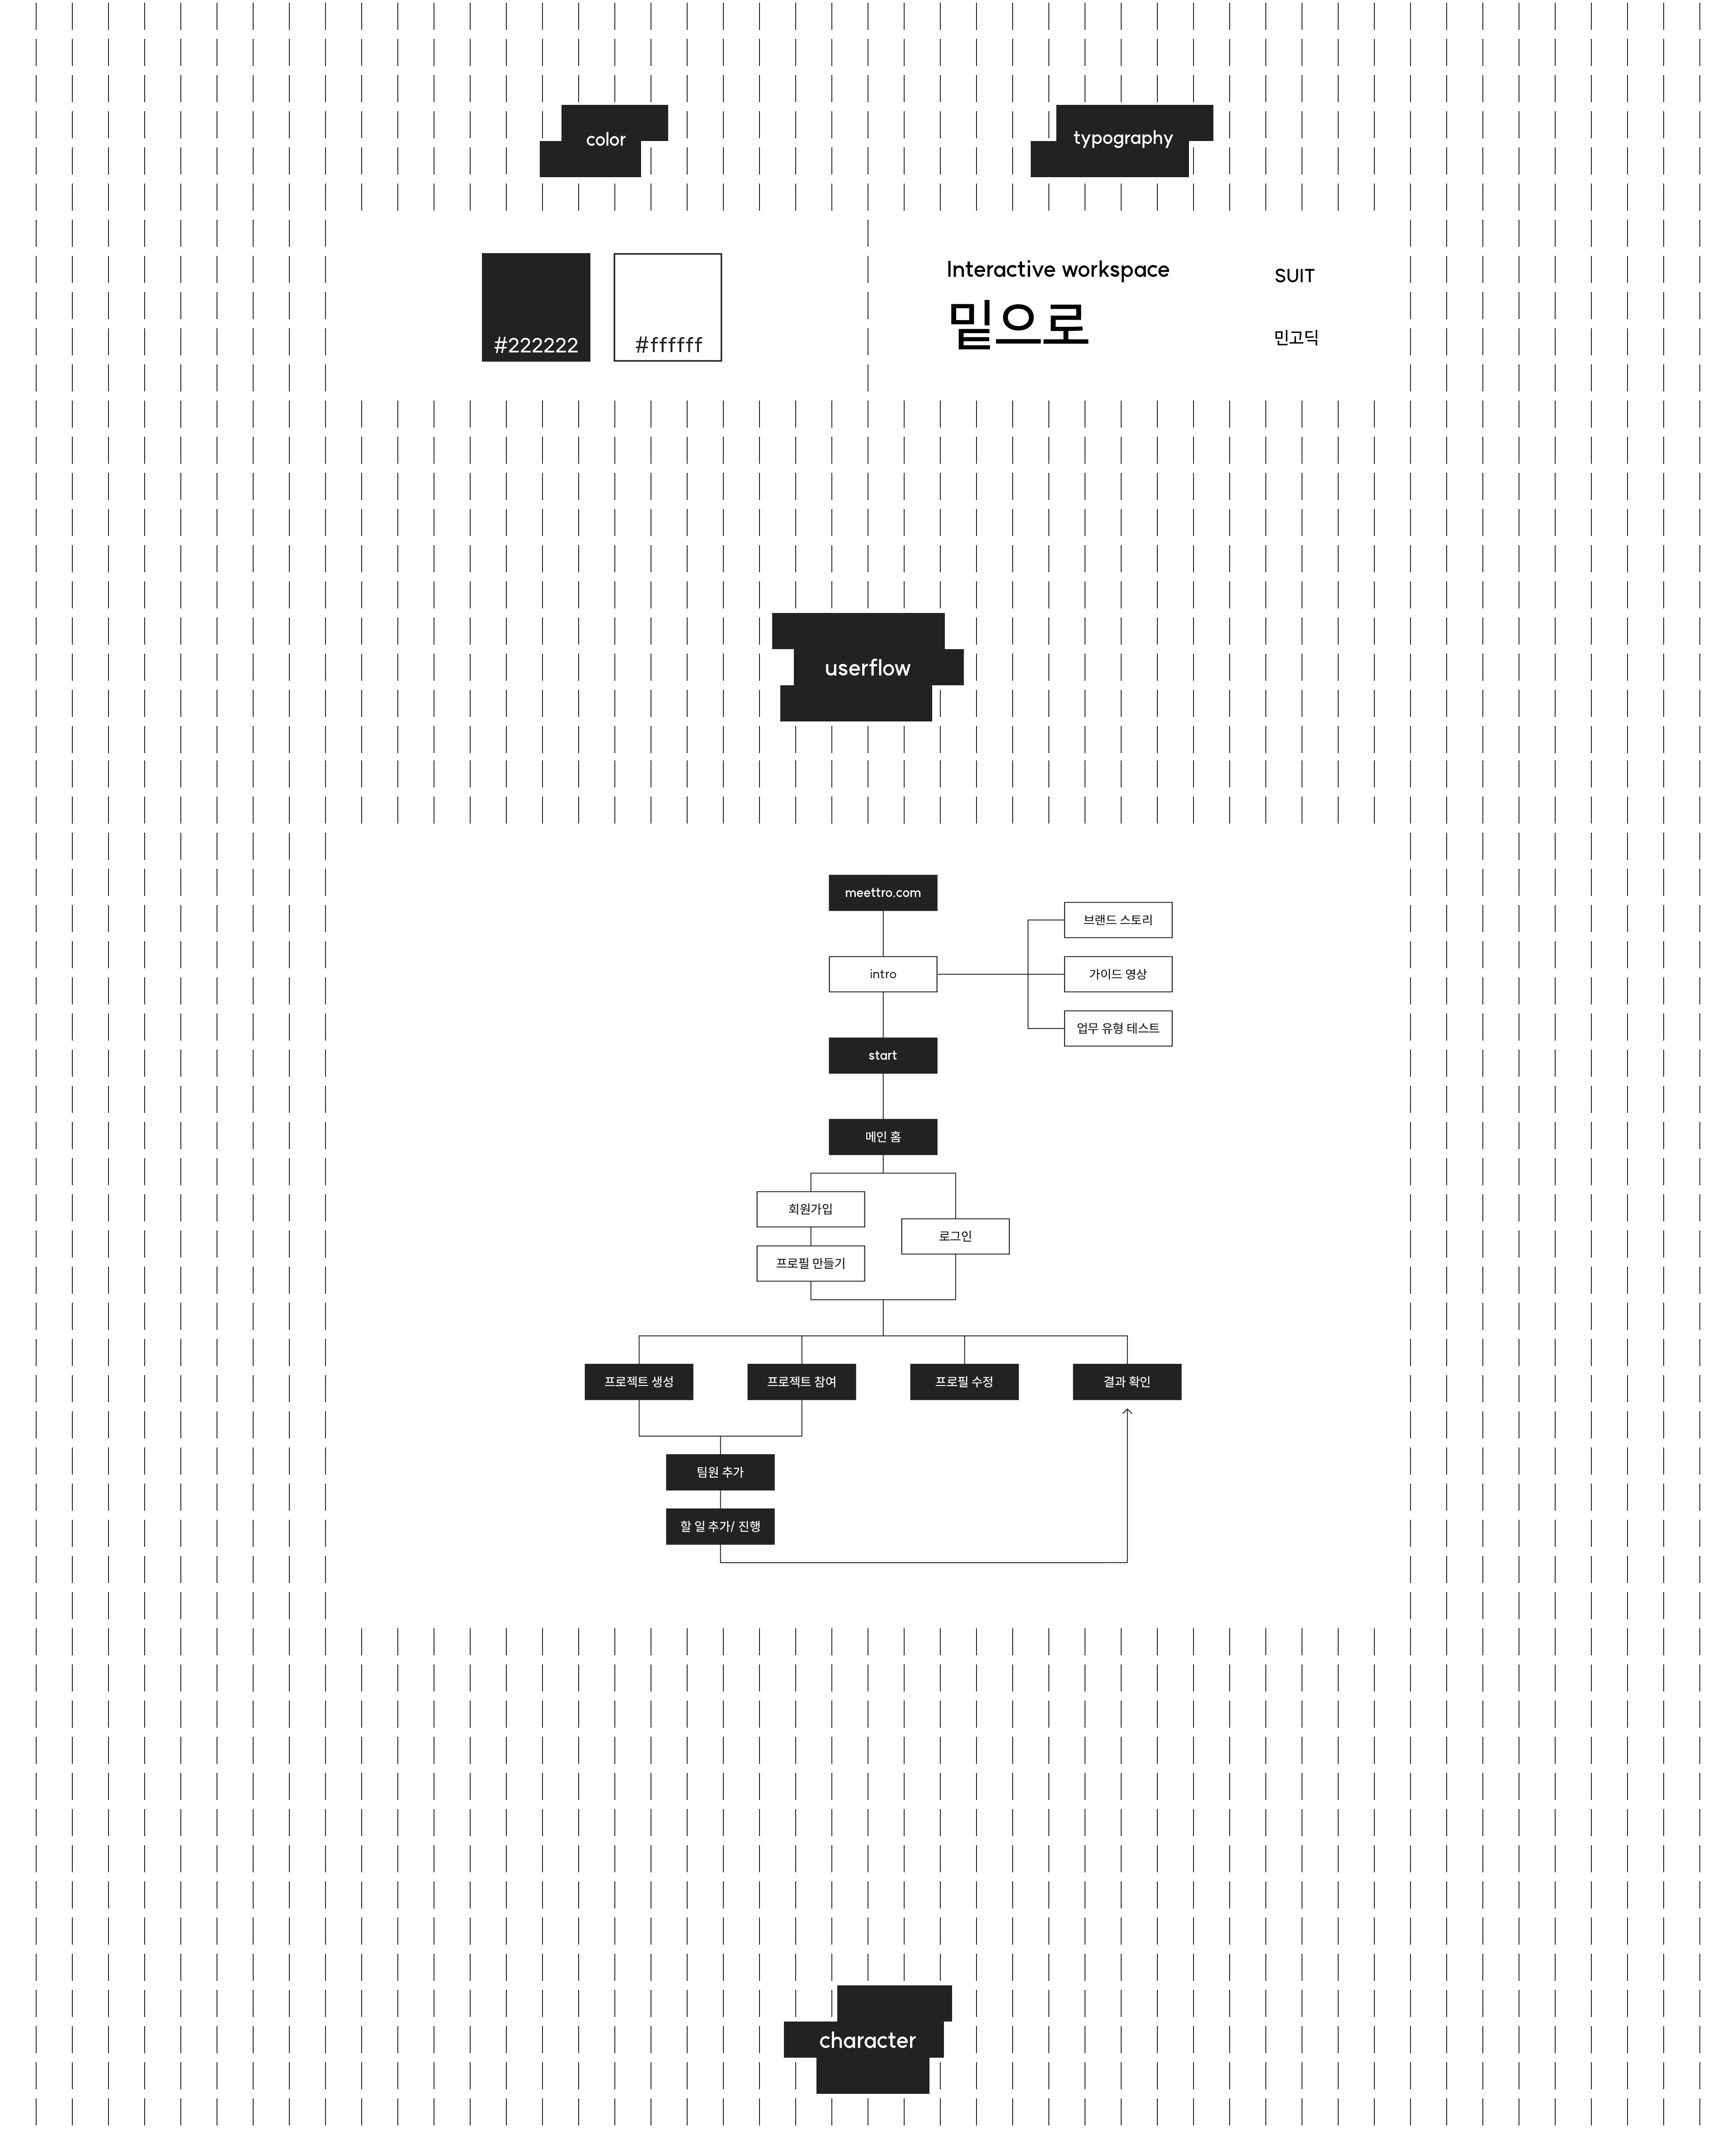 color
typography
#222222
#ffffff
Interactive workspace
밑으로
SUIT
민고딕
userflow
meettro.com
브랜드 스토리
intro
가이드 영상
업무 유형 테스트
start
메인 홈
회원가입
로그인
프로필 만들기
프로젝트 생성
프로젝트 참여
프로필 수정
결과 확인
팀원 추가
할 일 추가/ 진행
character